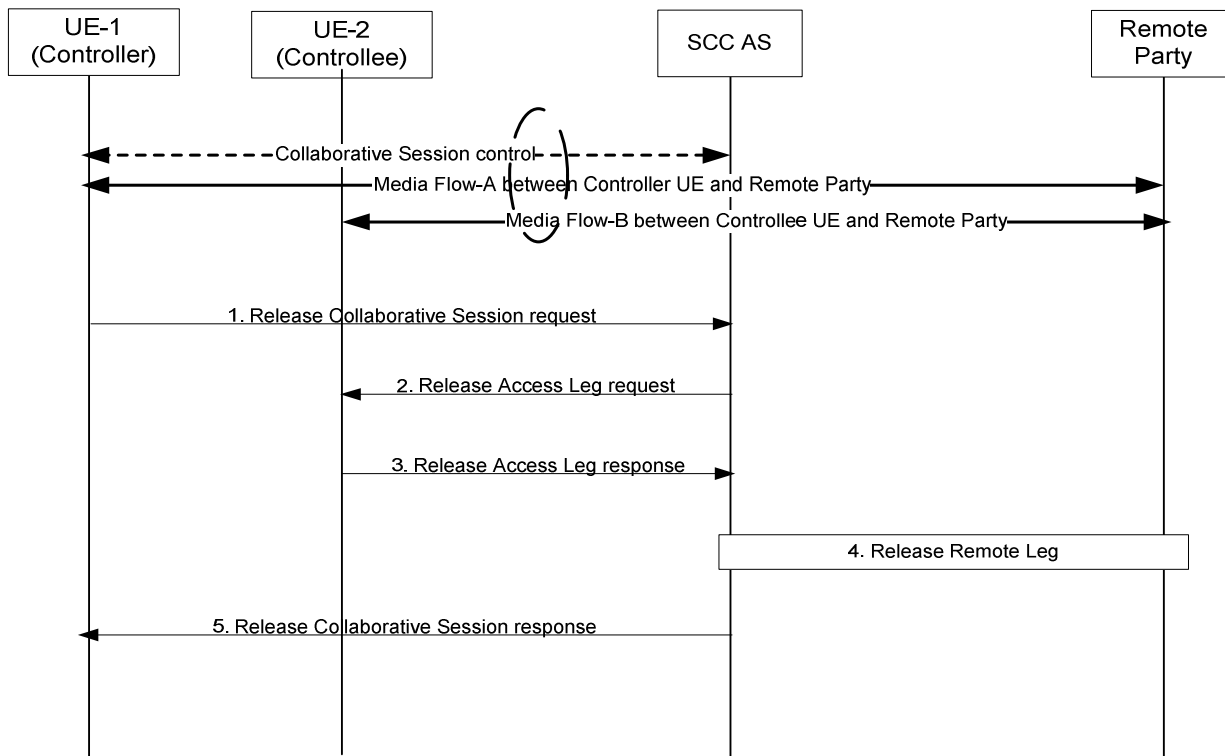 UE-1
(Controller)
UE-2
(Controllee)
SCC AS
Remote
Party
Collaborative Session control
Media Flow-A between Controller UE and Remote Party
Media Flow-B between Controllee UE and Remote Party
1. Release Collaborative Session request
2. Release Access Leg request
3. Release Access Leg response
4. Release Remote Leg
5. Release Collaborative Session response